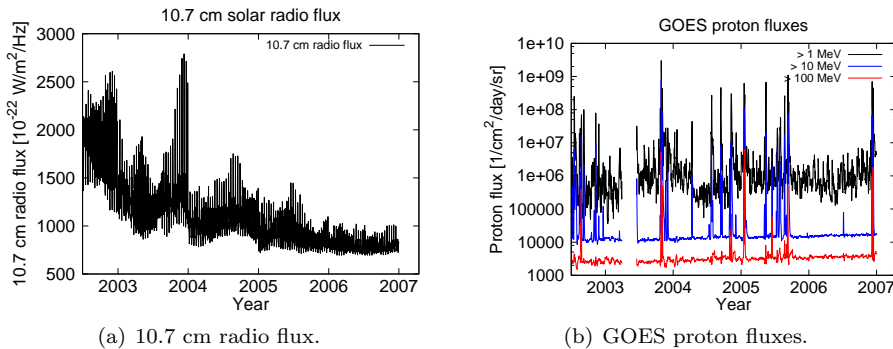 10.7 cm solar radio flux
10.7 cm radio flux
10.7 cm radio flux [10⁻²² W/m²/Hz]
3000
2500
2000
1500
1000
500
2003 2004 2005 2006 2007
Year
(a) 10.7 cm radio flux.
GOES proton fluxes
> 1 MeV
> 10 MeV
> 100 MeV
Proton flux [1/cm²/day/sr]
1e+10
1e+09
1e+08
1e+07
1e+06
100000
10000
1000
2003 2004 2005 2006 2007
Year
(b) GOES proton fluxes.